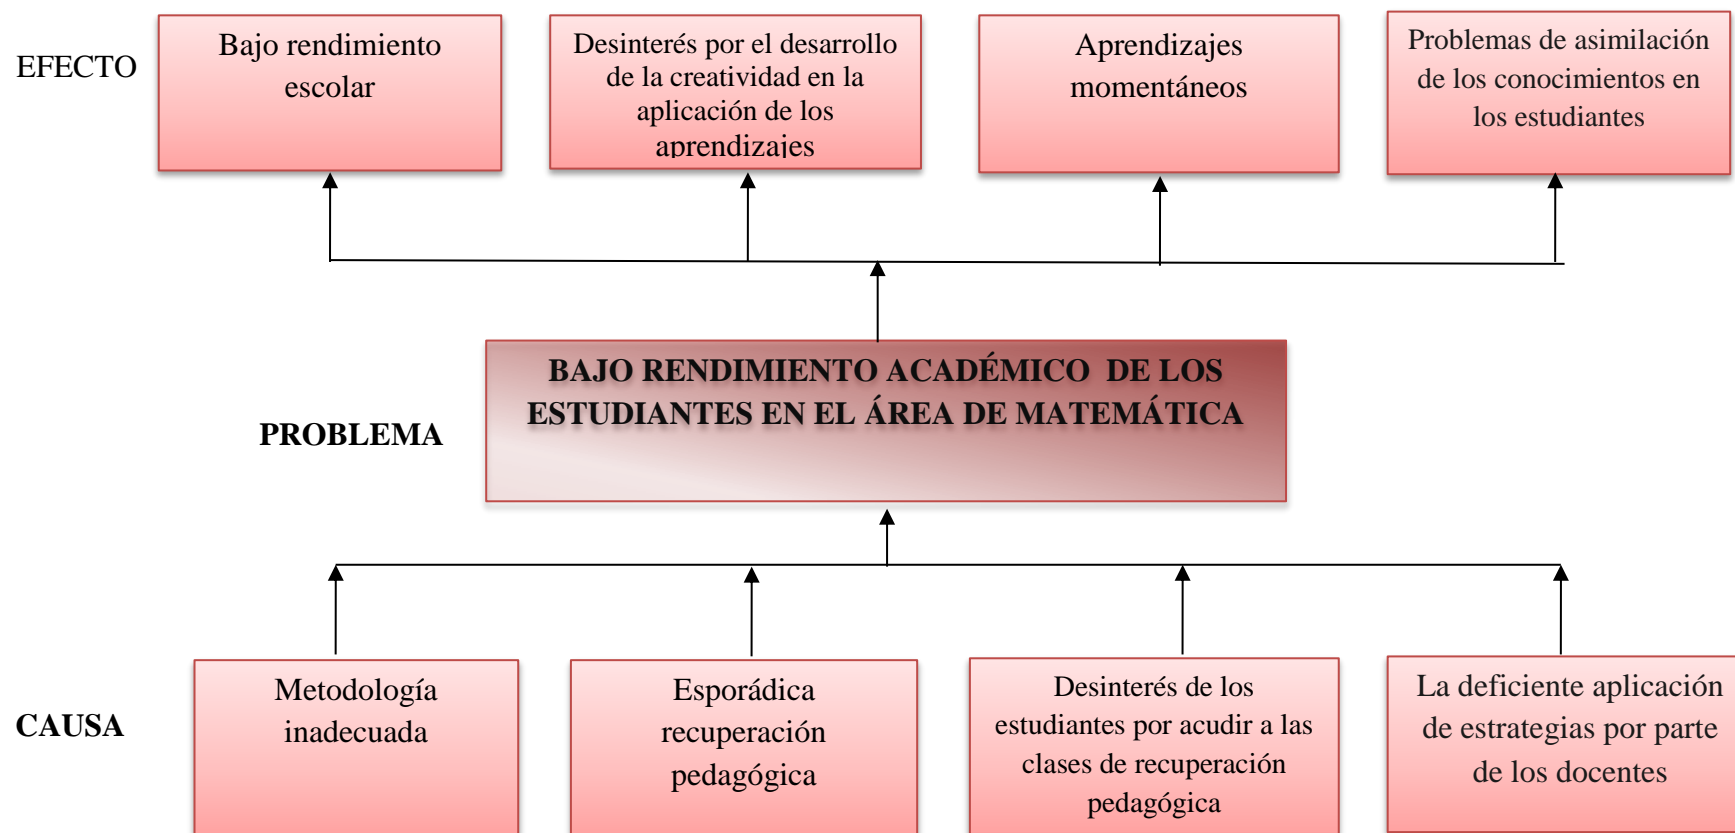 EFECTO
Bajo rendimiento
escolar
Desinterés por el desarrollo
de la creatividad en la
aplicación de los
aprendizajes
Aprendizajes
momentáneos
Problemas de asimilación
de los conocimientos en
los estudiantes
PROBLEMA
BAJO RENDIMIENTO ACADÉMICO DE LOS
ESTUDIANTES EN EL ÁREA DE MATEMÁTICA
CAUSA
Metodología
inadecuada
Esporádica
recuperación
pedagógica
Desinterés de los
estudiantes por acudir a las
clases de recuperación
pedagógica
La deficiente aplicación
de estrategias por parte
de los docentes